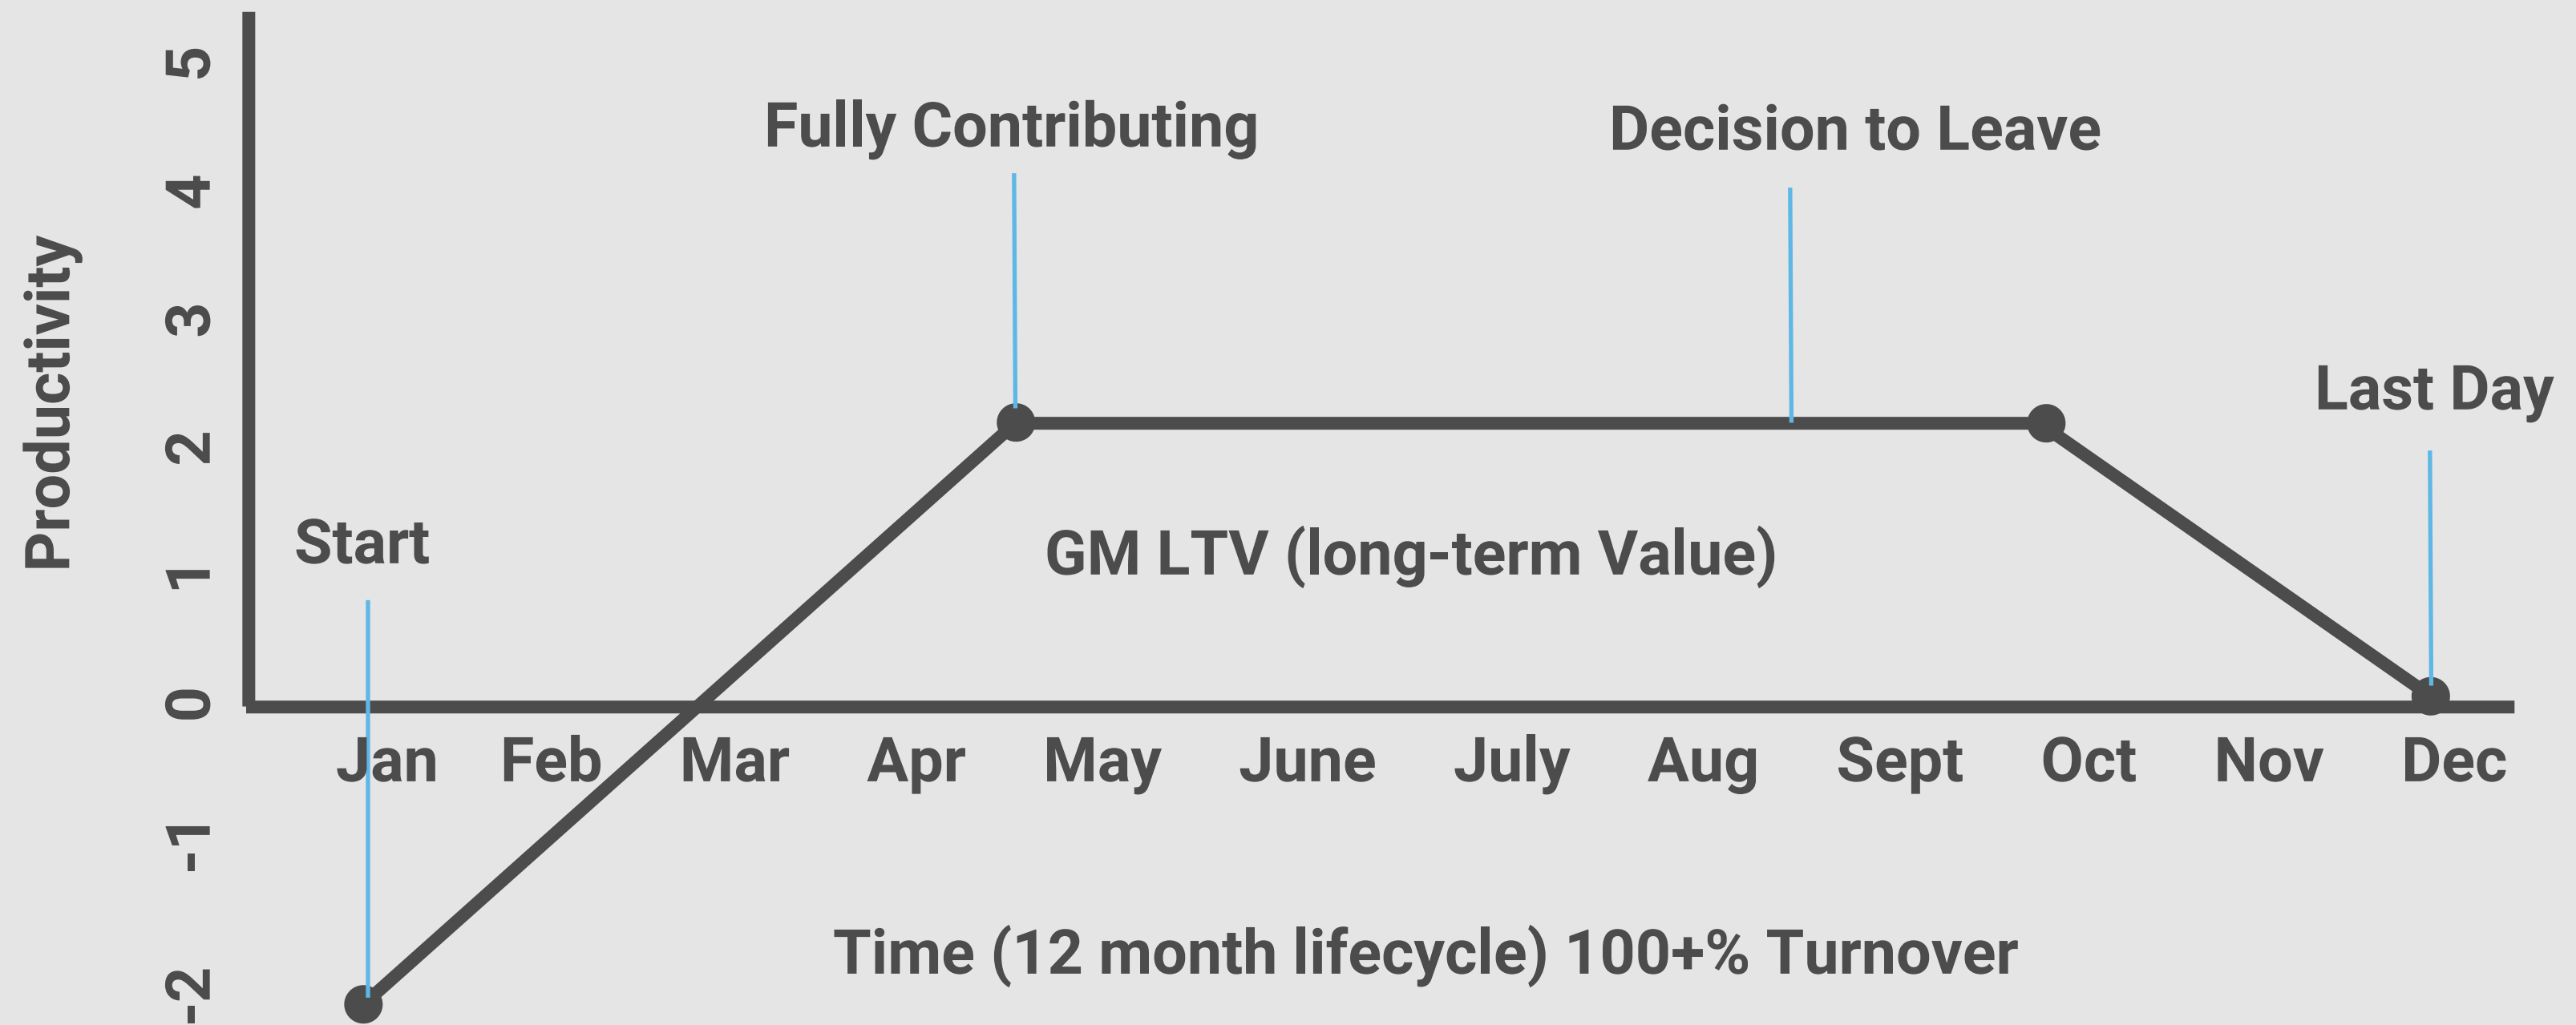 5
4
3
2
1
0
-1
-2
Productivity
Fully Contributing
Decision to Leave
Last Day
Start
GM LTV (long-term Value)
Jan Feb Mar Apr May June July Aug Sept Oct Nov Dec
Time (12 month lifecycle) 100+% Turnover